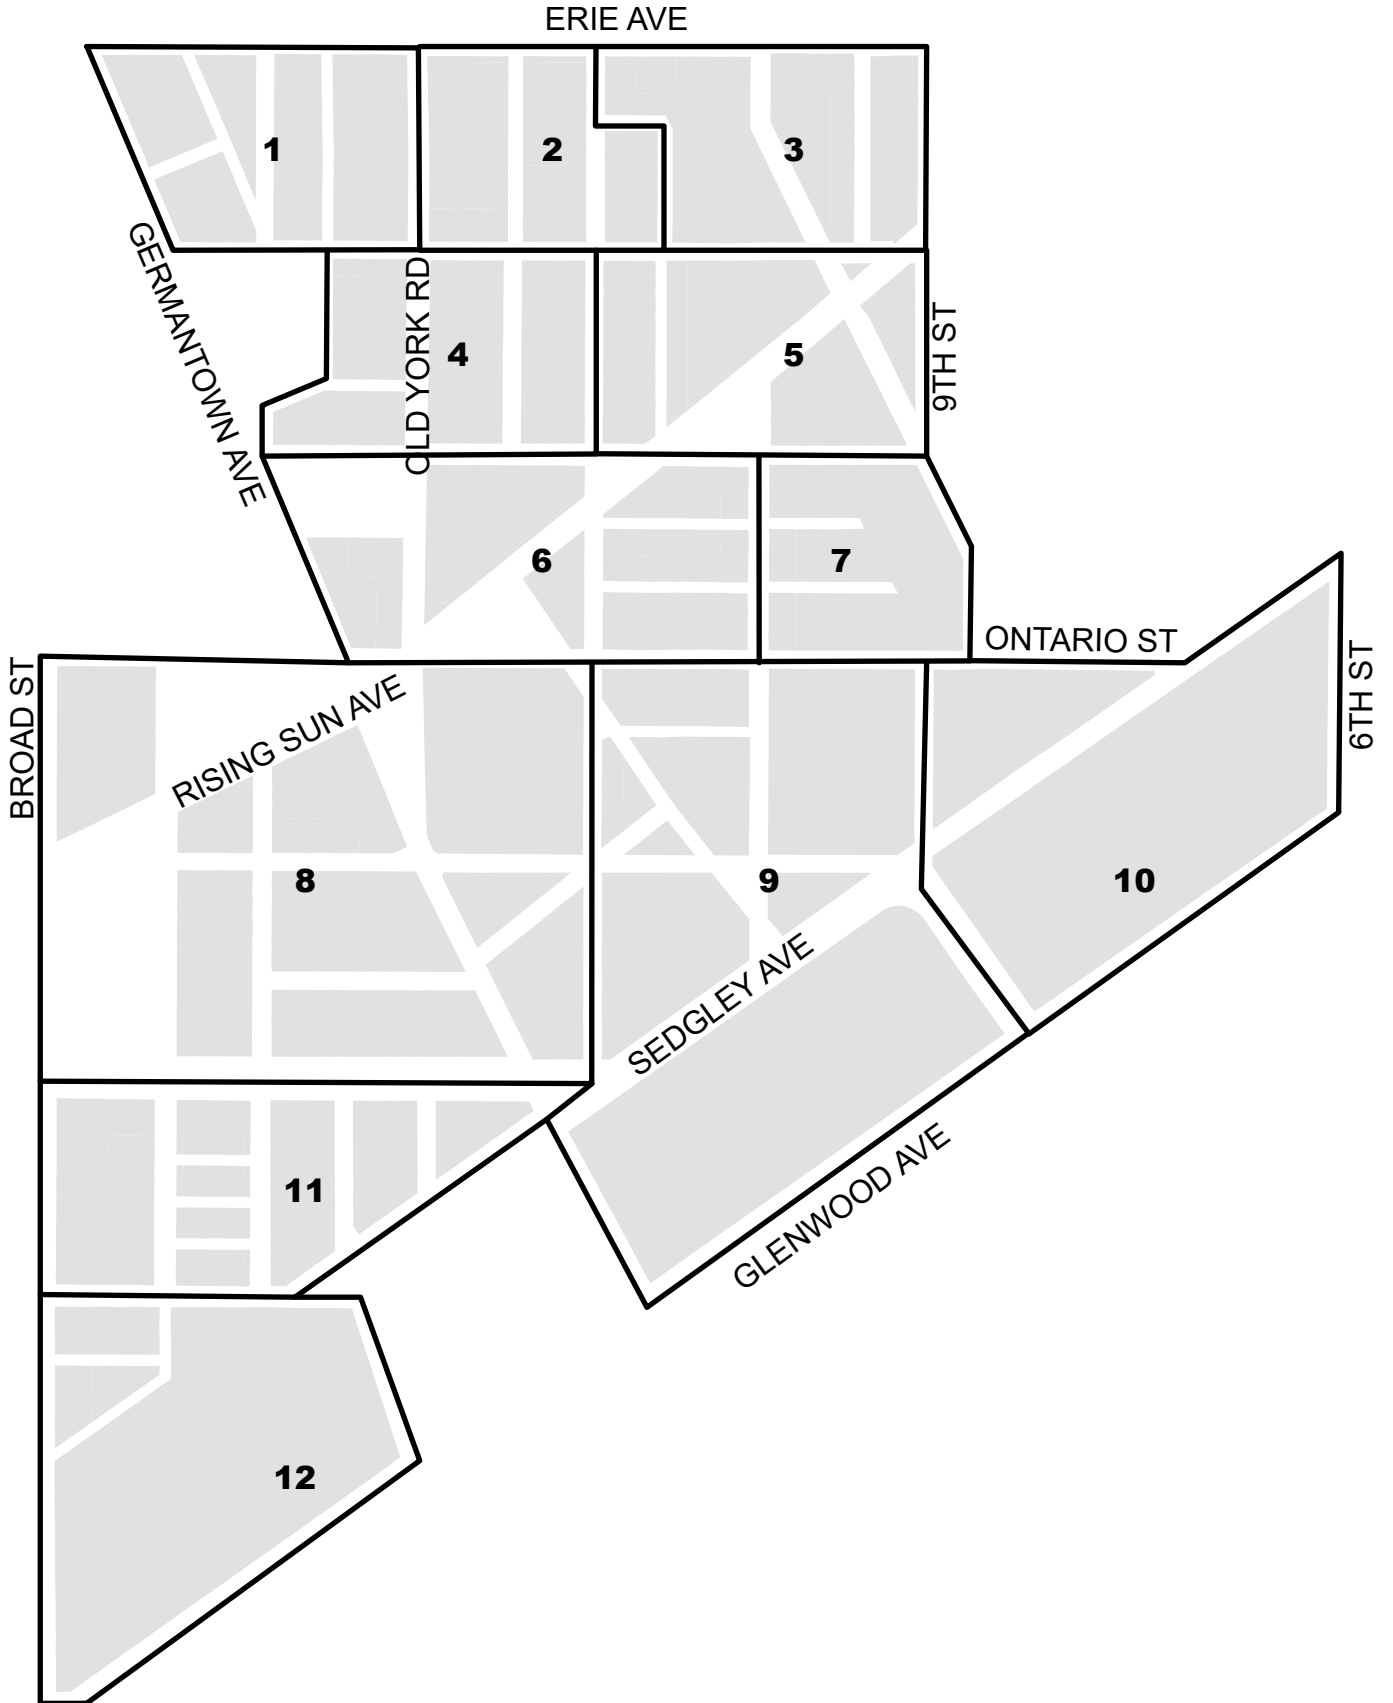 ERIE AVE
1
2
3
GERMANTOWN AVE
OLD YORK RD
4
5
9TH ST
6
7
ONTARIO ST
BROAD ST
RISING SUN AVE
6TH ST
8
9
10
SEDGLEY AVE
11
GLENWOOD AVE
12